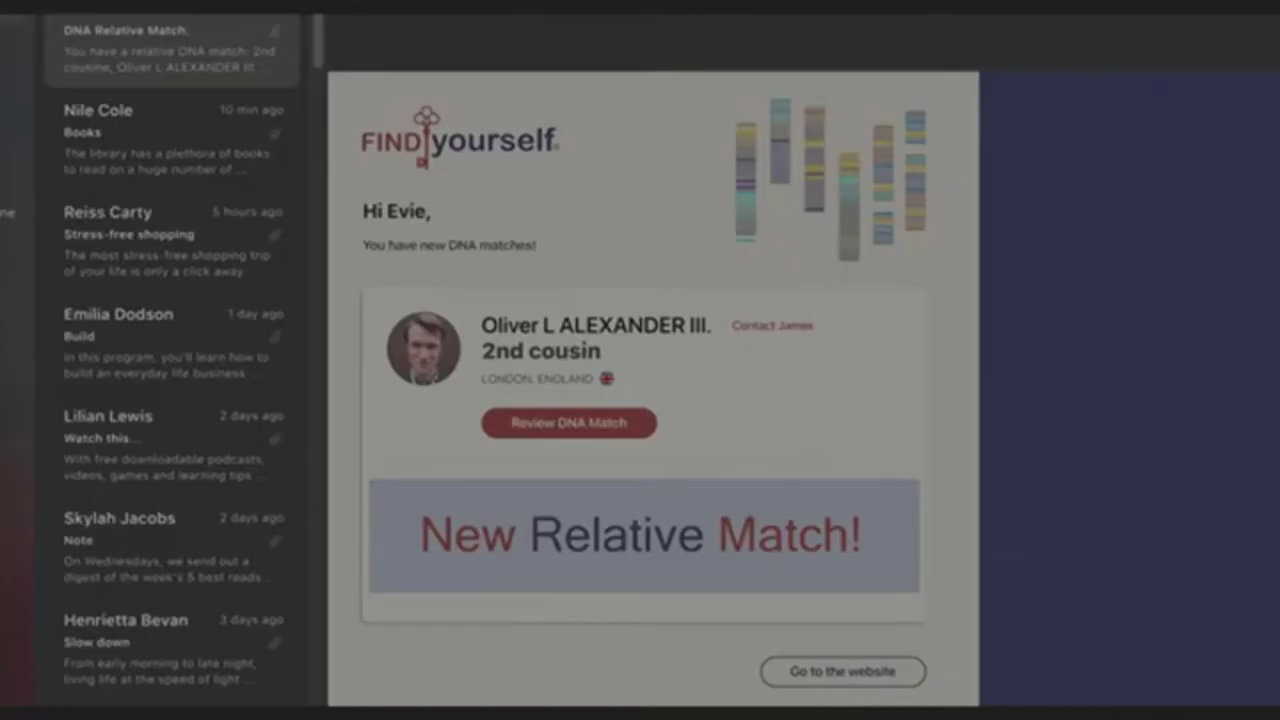 DNA Relative Match.
You have a relative DNA match: 2nd
cousine, Oliver L ALEXANDER III ...
Nile Cole 10 min ago
Books
The library has a plethora of books
to read on a huge number of ...
ne
Reiss Carty 5 hours ago
Stress-free shopping
The most stress-free shopping trip
of your life is only a click away.
Emilia Dodson 1 day ago
Build
In this program, you'll learn how to
build an everyday life business ...
Lilian Lewis 2 days ago
Watch this...
With free downloadable podcasts,
videos, games and learning tips ...
Skylah Jacobs 2 days ago
Note
On Wednesdays, we send out a
digest of the week's 5 best reads...
Henrietta Bevan 3 days ago
Slow down
From early morning to late night,
living life at the speed of light ...
FIND yourself.
Hi Evie,
You have new DNA matches!
Oliver L ALEXANDER III. Contact James
2nd cousin
LONDON, ENGLAND
Review DNA Match
New Relative Match!
Go to the website